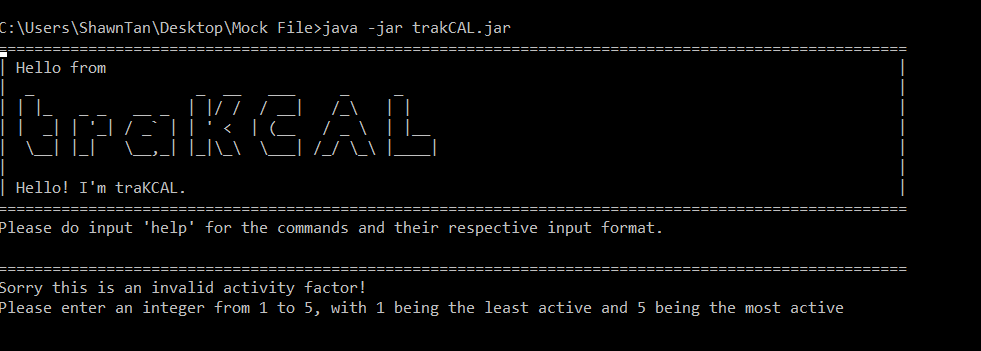 C:\Users\ShawnTan\Desktop\Mock File>java -jar trakCAL.jar
Hello from
traKCAL
Hello! I'm traKCAL.
Please do input 'help' for the commands and their respective input format.
Sorry this is an invalid activity factor!
Please enter an integer from 1 to 5, with 1 being the least active and 5 being the most active